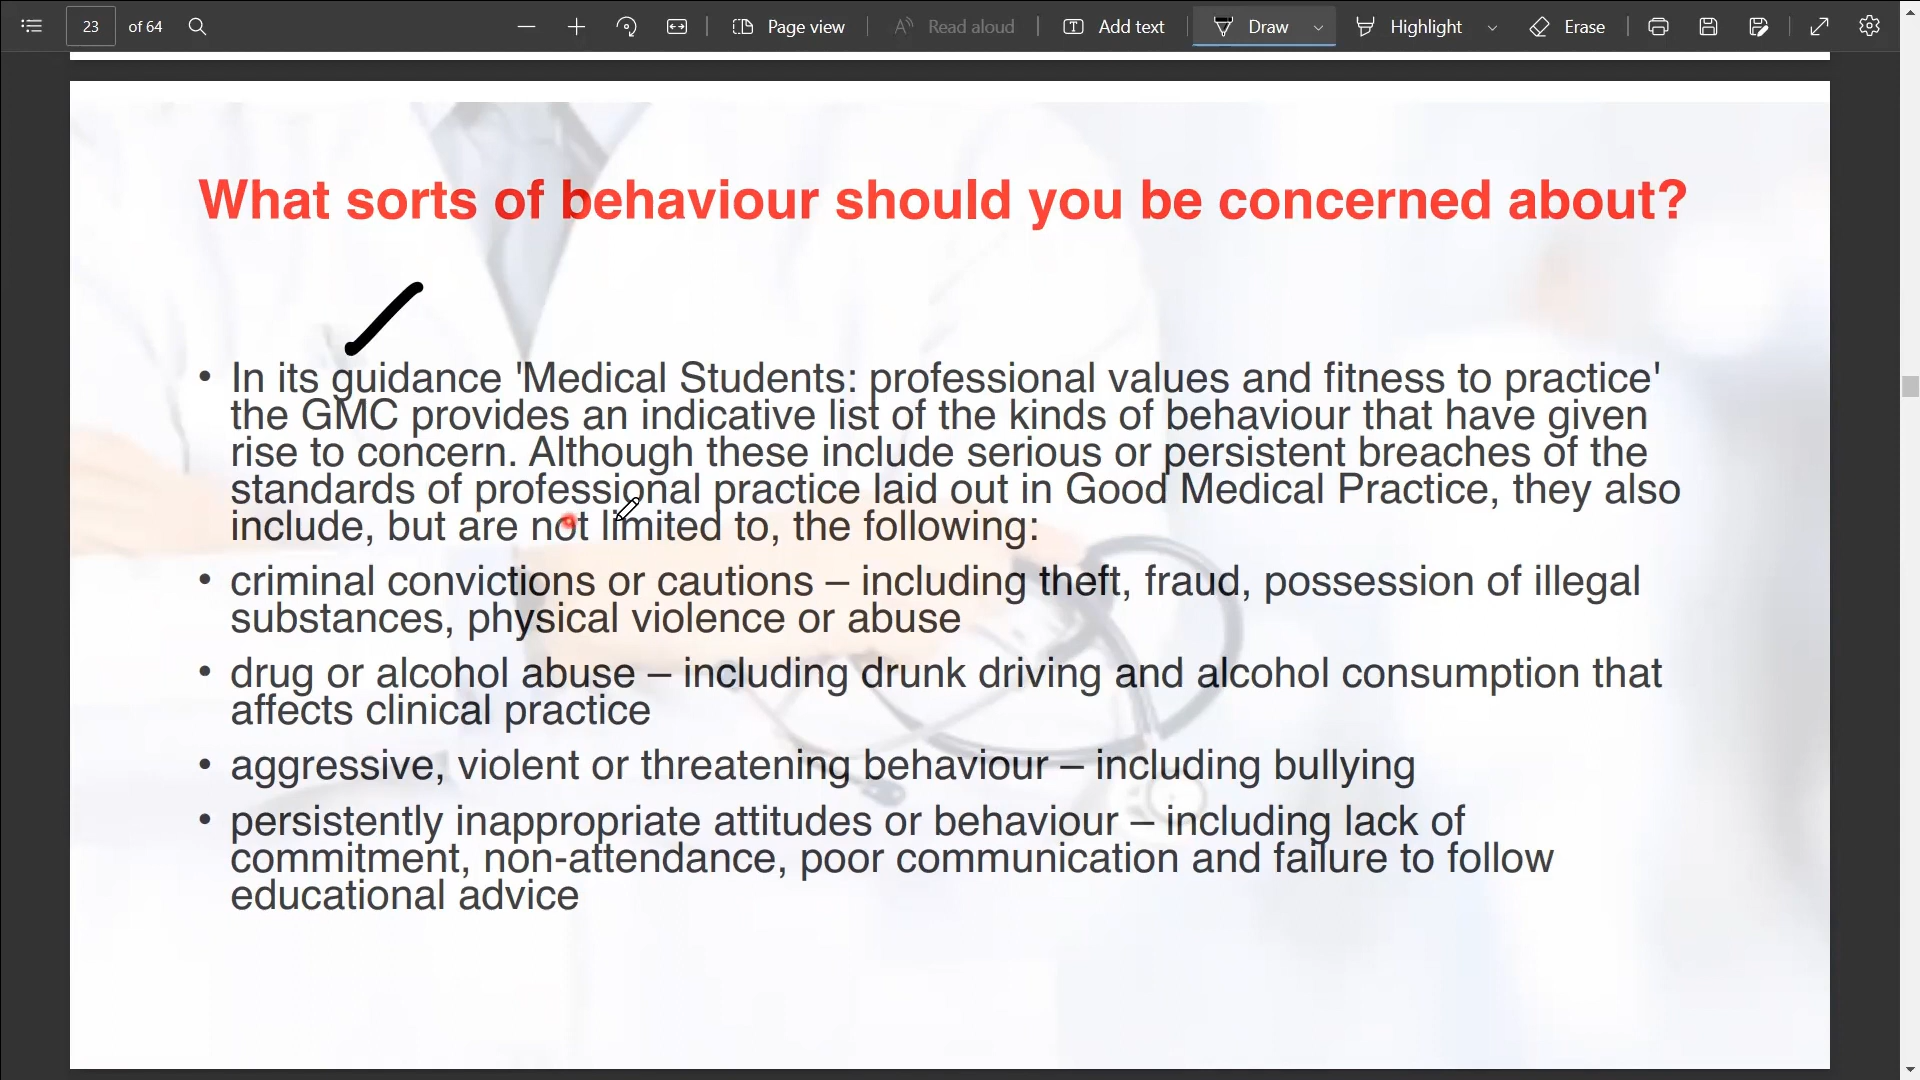 23 of 64 Page view Read aloud Add text Draw Highlight Erase
What sorts of behaviour should you be concerned about?
• In its guidance 'Medical Students: professional values and fitness to practice'
the GMC provides an indicative list of the kinds of behaviour that have given
rise to concern. Although these include serious or persistent breaches of the
standards of professional practice laid out in Good Medical Practice, they also
include, but are not limited to, the following:
• criminal convictions or cautions – including theft, fraud, possession of illegal
substances, physical violence or abuse
• drug or alcohol abuse – including drunk driving and alcohol consumption that
affects clinical practice
• aggressive, violent or threatening behaviour – including bullying
• persistently inappropriate attitudes or behaviour – including lack of
commitment, non-attendance, poor communication and failure to follow
educational advice